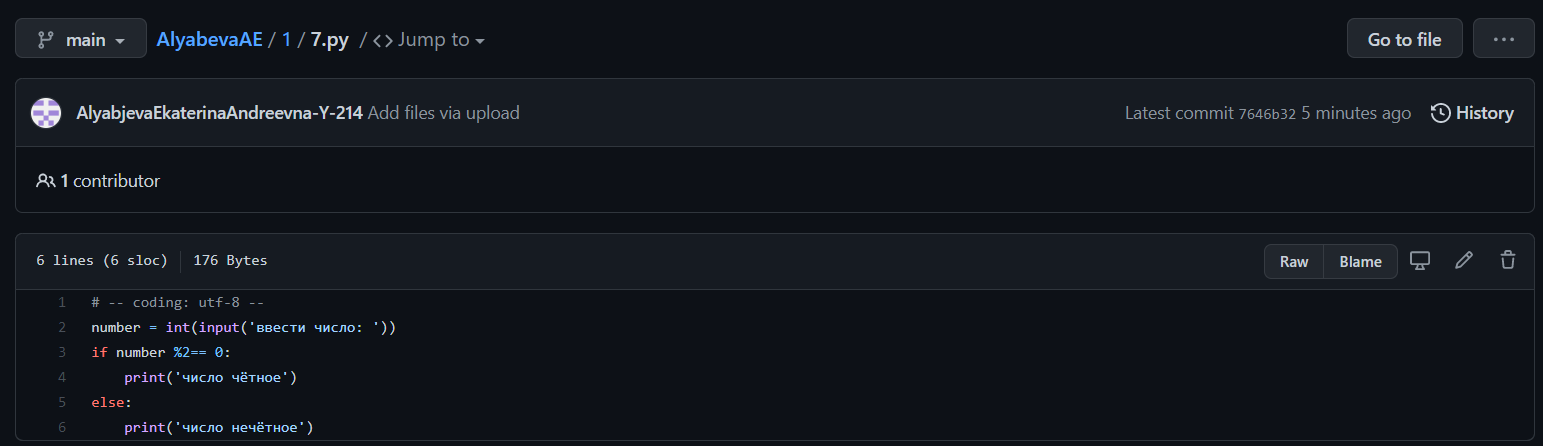 main AlyabevaAE / 1 / 7.py / <> Jump to Go to file ...
AlyabjevaEkaterinaAndreevna-Y-214 Add files via upload Latest commit 7646b32 5 minutes ago History
1 contributor
6 lines (6 sloc) 176 Bytes Raw Blame
1 # -- coding: utf-8 --
2 number = int(input('ввести число: '))
3 if number %2== 0:
4     print('число чётное')
5 else:
6     print('число нечётное')